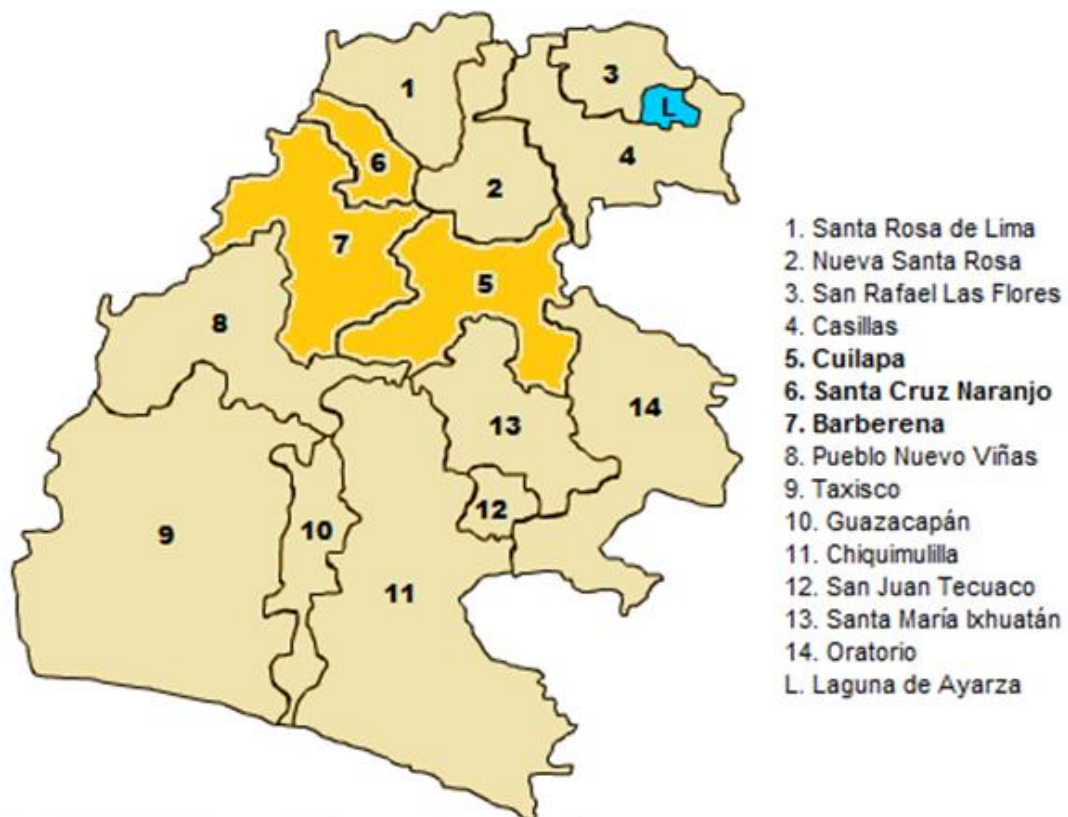 1
3
L
6
4
2
7
5
8
14
13
12
9
10
11
1. Santa Rosa de Lima
2. Nueva Santa Rosa
3. San Rafael Las Flores
4. Casillas
5. Cuilapa
6. Santa Cruz Naranjo
7. Barberena
8. Pueblo Nuevo Viñas
9. Taxisco
10. Guazacapán
11. Chiquimulilla
12. San Juan Tecuaco
13. Santa María Ixhuatán
14. Oratorio
L. Laguna de Ayarza